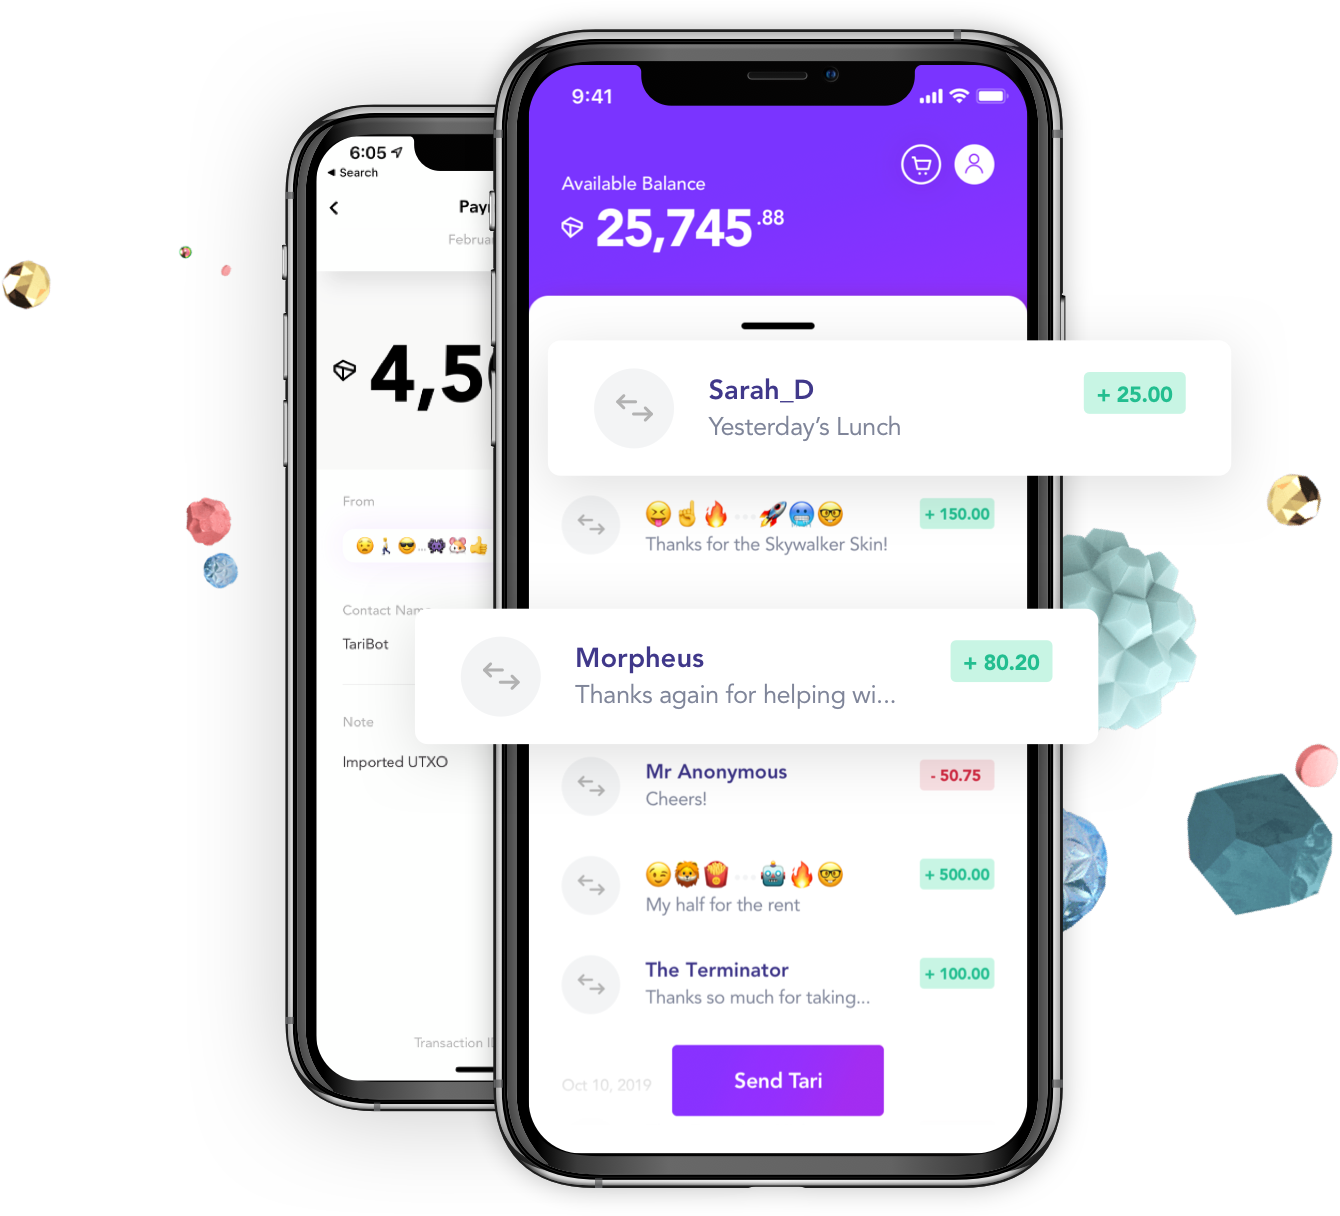 6:05
Search
Februa
4,5
From
Contact Name
TariBot
Note
Imported UTXO
Transaction
9:41
Available Balance
25,745.88
Sarah_D
+ 25.00
Yesterday's Lunch
+ 150.00
Thanks for the Skywalker Skin!
Morpheus
+ 80.20
Thanks again for helping wi...
Mr Anonymous
- 50.75
Cheers!
+ 500.00
My half for the rent
The Terminator
+ 100.00
Thanks so much for taking...
Oct 10, 2019
Send Tari